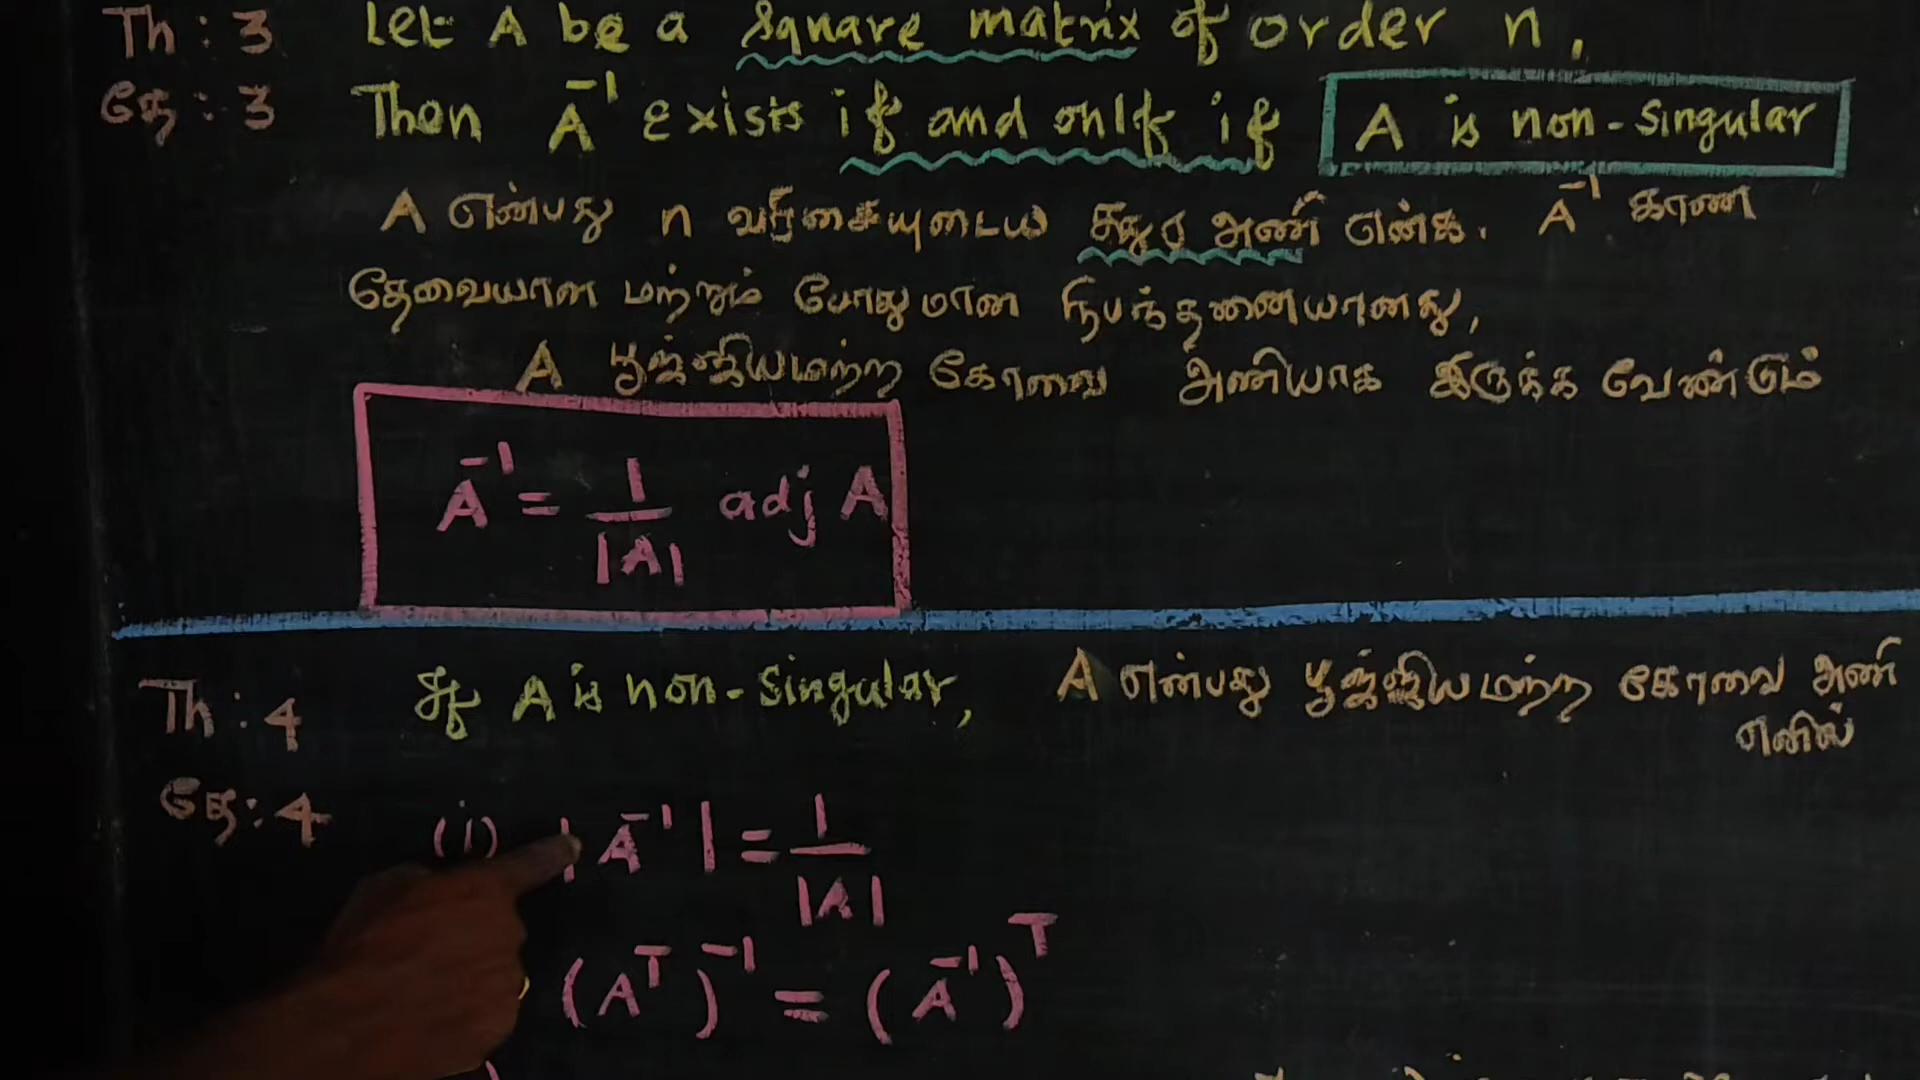 Th : 3 Let A be a square matrix of order n,
தே : 3 Then A⁻¹ exists if and only if A is non-singular
A என்பது n வரிசையுடைய சதுர அணி என்க. A⁻¹ காண
தேவையான மற்றும் போதுமான நிபந்தனையானது,
A பூஜ்ஜியமற்ற கோவை அணியாக இருக்க வேண்டும்
A⁻¹ = 1/|A| adj A
Th : 4 If A is non-singular, A என்பது பூஜ்ஜியமற்ற கோவை அணி
எனில்
தே : 4 (i) |A⁻¹| = 1/|A|
(Aᵀ)⁻¹ = (A⁻¹)ᵀ